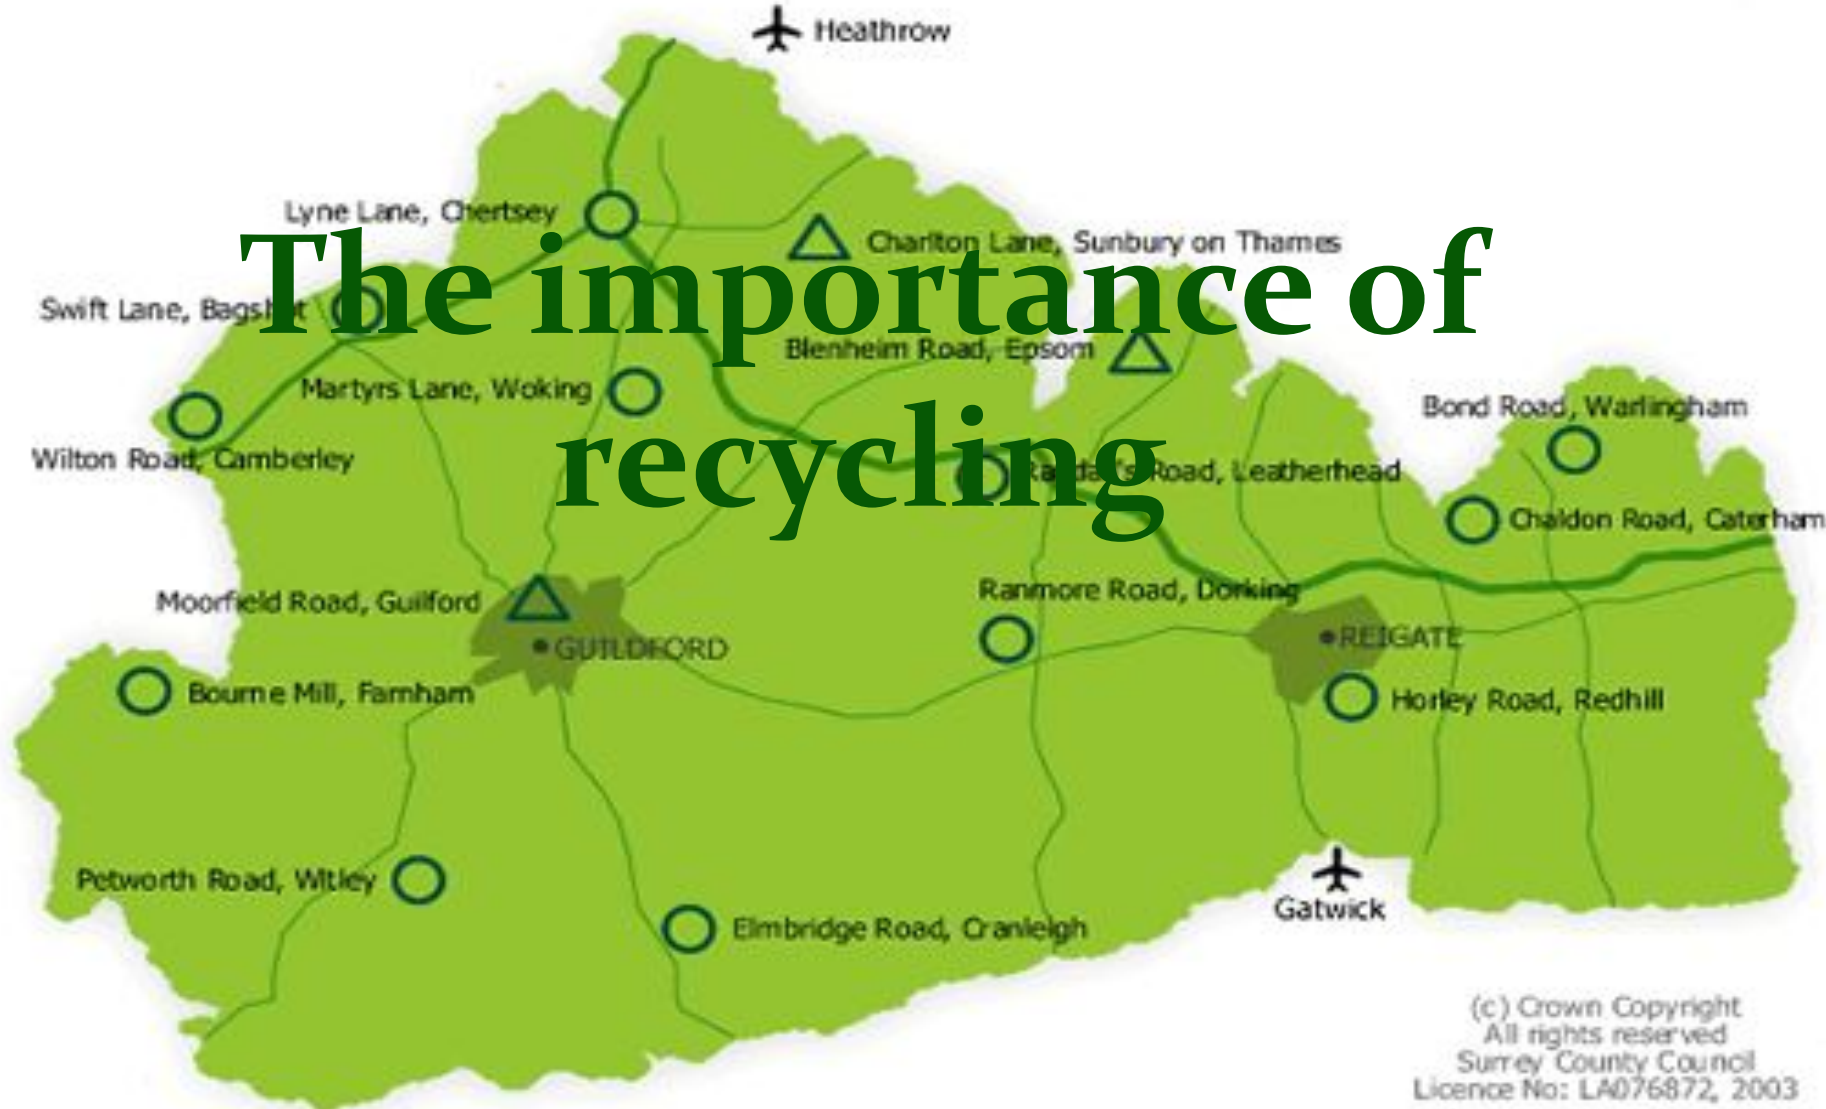 Heathrow
Lyne Lane, Chertsey
Charlton Lane, Sunbury on Thames
The importance of
Swift Lane, Bagshot
Blenheim Road, Epsom
Martyrs Lane, Woking
Bond Road, Warlingham
recycling
Wilton Road, Camberley
Randall's Road, Leatherhead
Chaldon Road, Caterham
Ranmore Road, Dorking
Moorfield Road, Guilford
GUILDFORD
REIGATE
Bourne Mill, Farnham
Horley Road, Redhill
Petworth Road, Witley
Gatwick
Elmbridge Road, Cranleigh
(c) Crown Copyright
All rights reserved
Surrey County Council
Licence No: LA076872, 2003